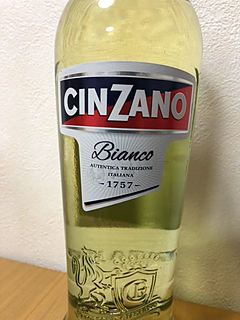 CINZANO
Bianco
AUTENTICA TRADIZIONE
ITALIANA
~1757~